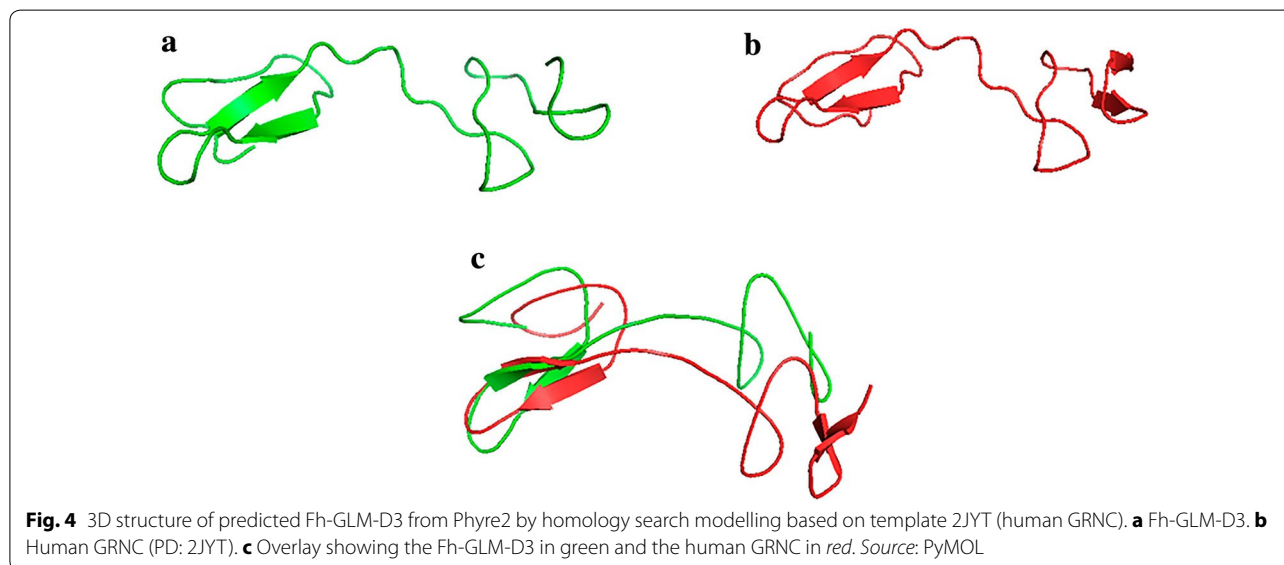 a
b
c
Fig. 4 3D structure of predicted Fh-GLM-D3 from Phyre2 by homology search modelling based on template 2JYT (human GRNC). a Fh-GLM-D3. b
Human GRNC (PD: 2JYT). c Overlay showing the Fh-GLM-D3 in green and the human GRNC in red. Source: PyMOL